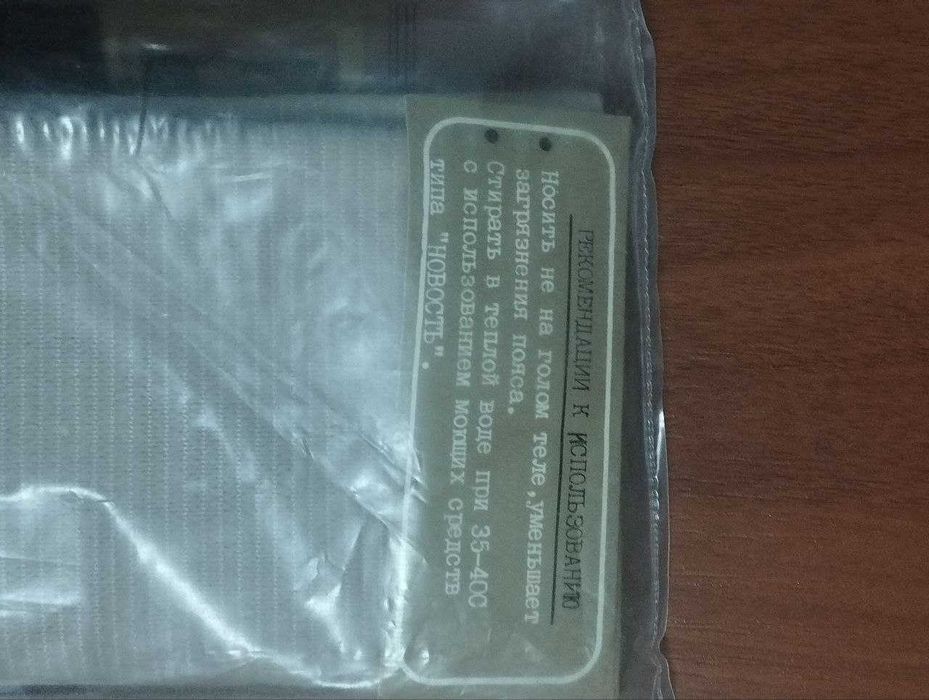 РЕКОМЕНДАЦИИ К ИСПОЛЬЗОВАНИЮ
Носить не на голом теле,уменьшает
загрязнения пояса.
Стирать в теплой воде при 35-40С
с использованием моющих средств
типа "НОВОСТЬ".